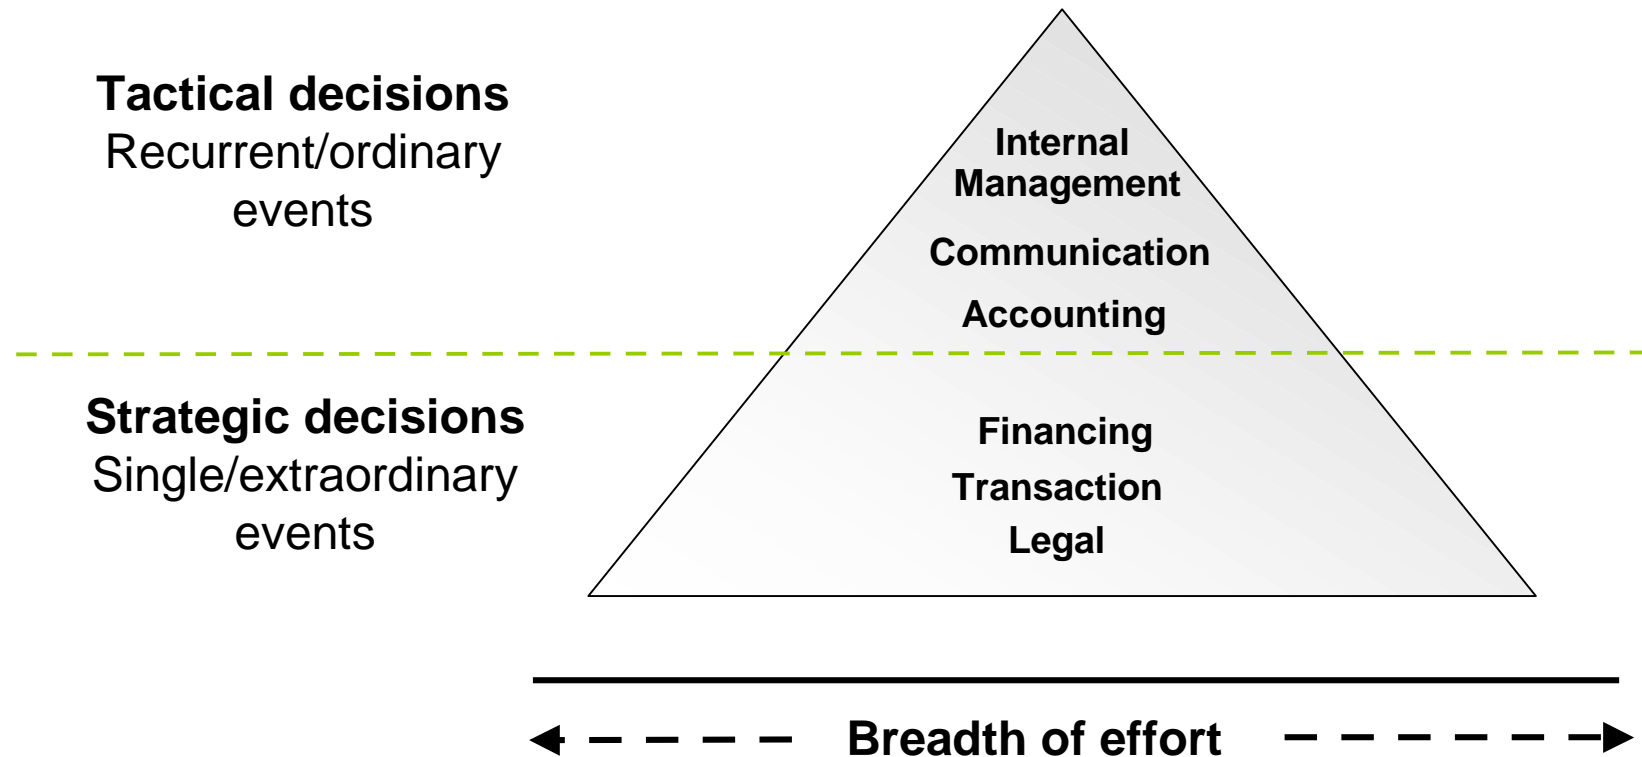 Tactical decisions
Recurrent/ordinary
events
Internal
Management
Communication
Accounting
Strategic decisions
Single/extraordinary
events
Financing
Transaction
Legal
Breadth of effort